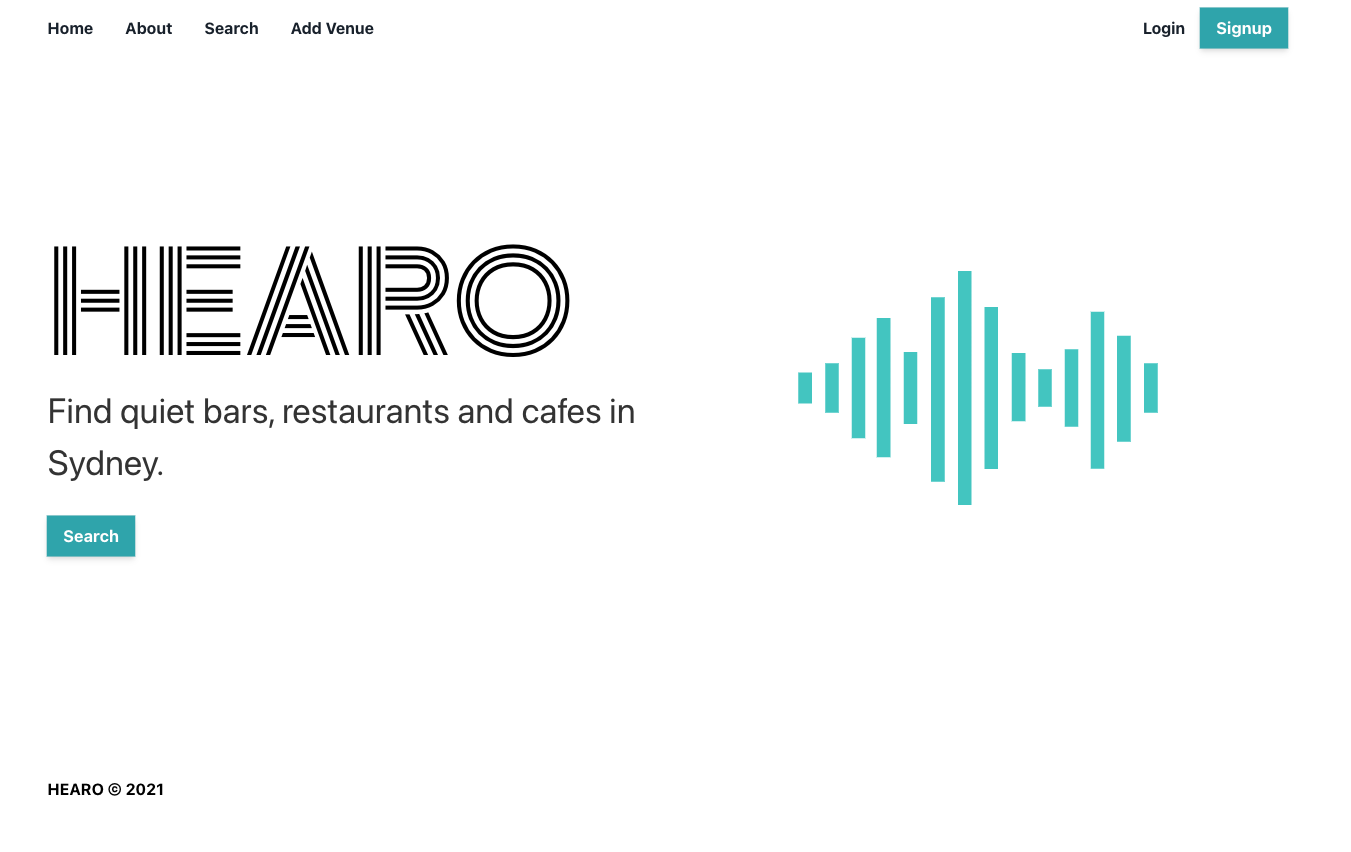 Home About Search Add Venue Login Signup
HEARO
Find quiet bars, restaurants and cafes in
Sydney.
Search
HEARO © 2021